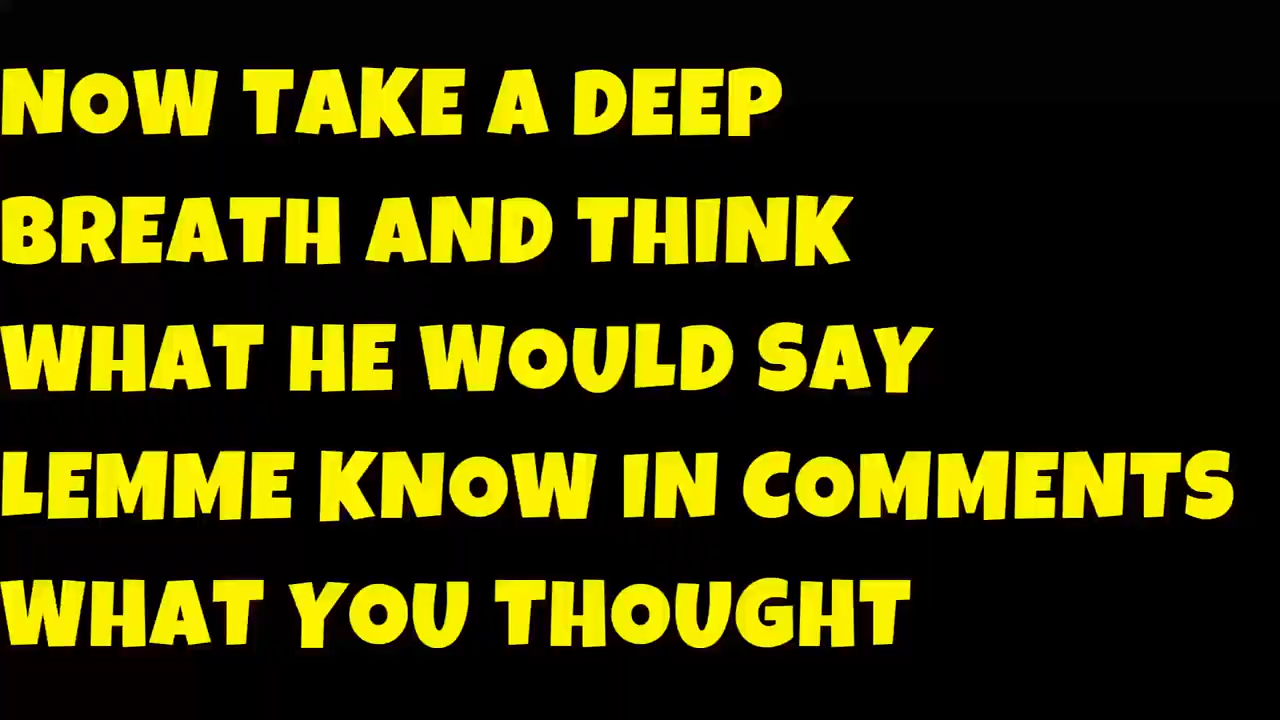 NOW TAKE A DEEP
BREATH AND THINK
WHAT HE WOULD SAY
LEMME KNOW IN COMMENTS
WHAT YOU THOUGHT